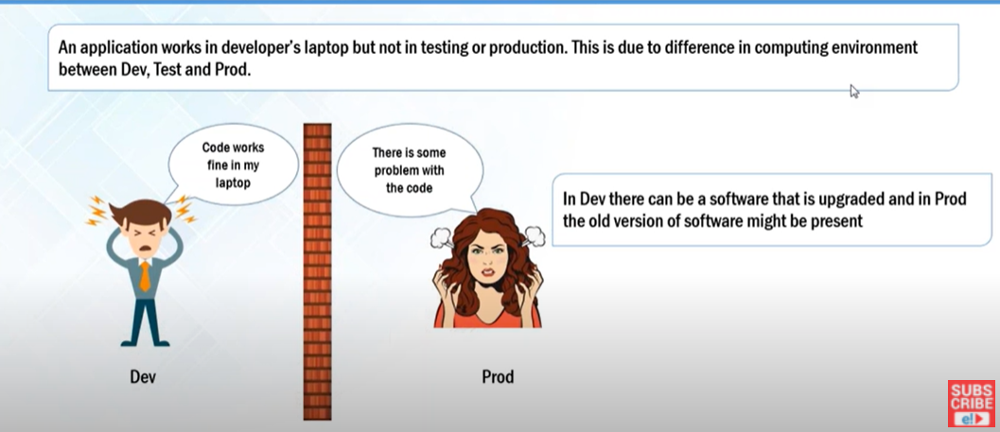 An application works in developer's laptop but not in testing or production. This is due to difference in computing environment
between Dev, Test and Prod.
Code works
fine in my
laptop
There is some
problem with
the code
In Dev there can be a software that is upgraded and in Prod
the old version of software might be present
Dev
Prod
SUBS
CRIBE
e!